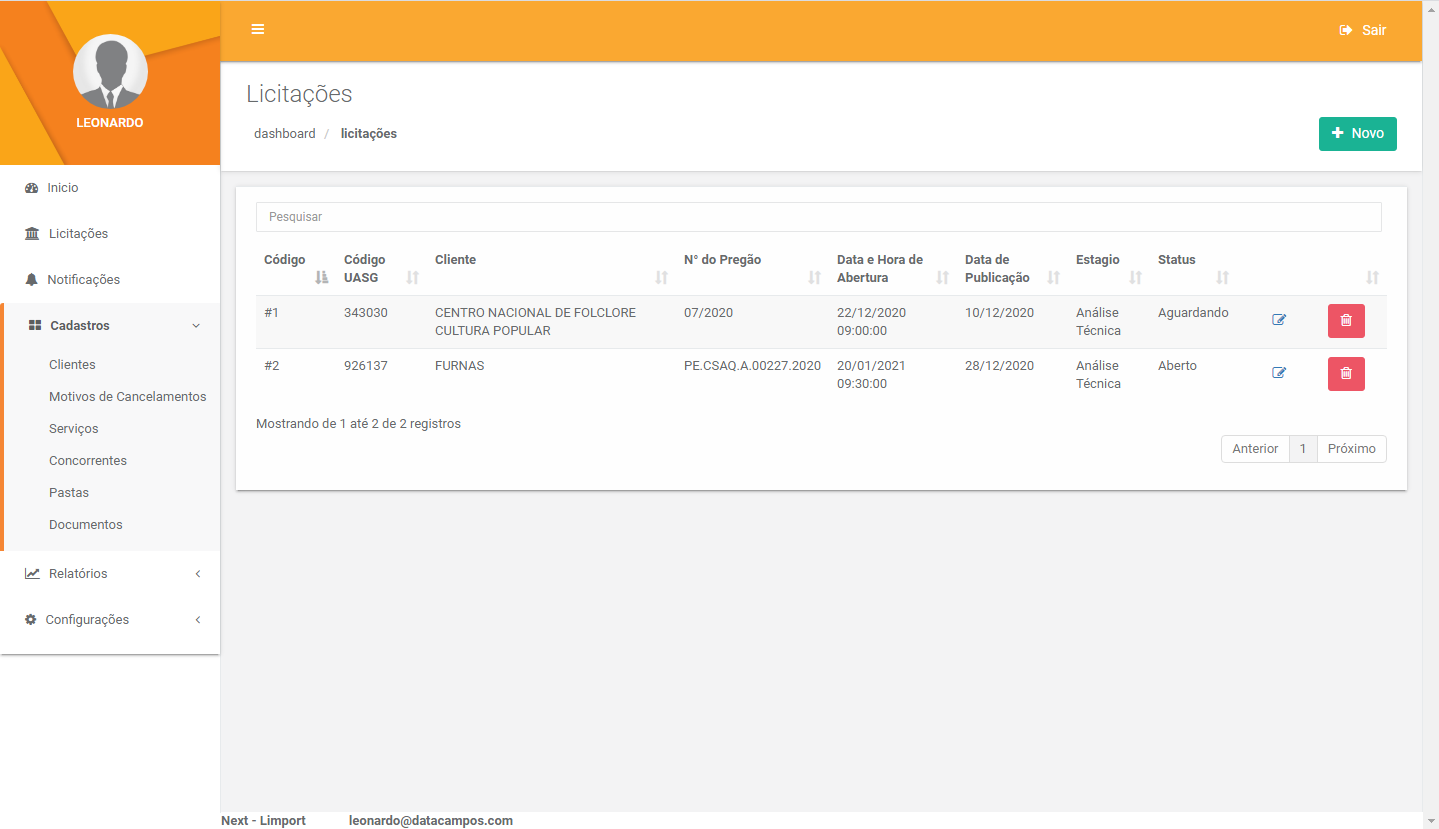 Sair
LEONARDO
Inicio
Licitações
Notificações
Cadastros
Clientes
Motivos de Cancelamentos
Serviços
Concorrentes
Pastas
Documentos
Relatórios
Configurações
Licitações
dashboard / licitações
Novo
Pesquisar
Código Código UASG Cliente N° do Pregão Data e Hora de Abertura Data de Publicação Estagio Status
#1 343030 CENTRO NACIONAL DE FOLCLORE CULTURA POPULAR 07/2020 22/12/2020 09:00:00 10/12/2020 Análise Técnica Aguardando
#2 926137 FURNAS PE.CSAQ.A.00227.2020 20/01/2021 09:30:00 28/12/2020 Análise Técnica Aberto
Mostrando de 1 até 2 de 2 registros
Anterior 1 Próximo
Next - Limport leonardo@datacampos.com